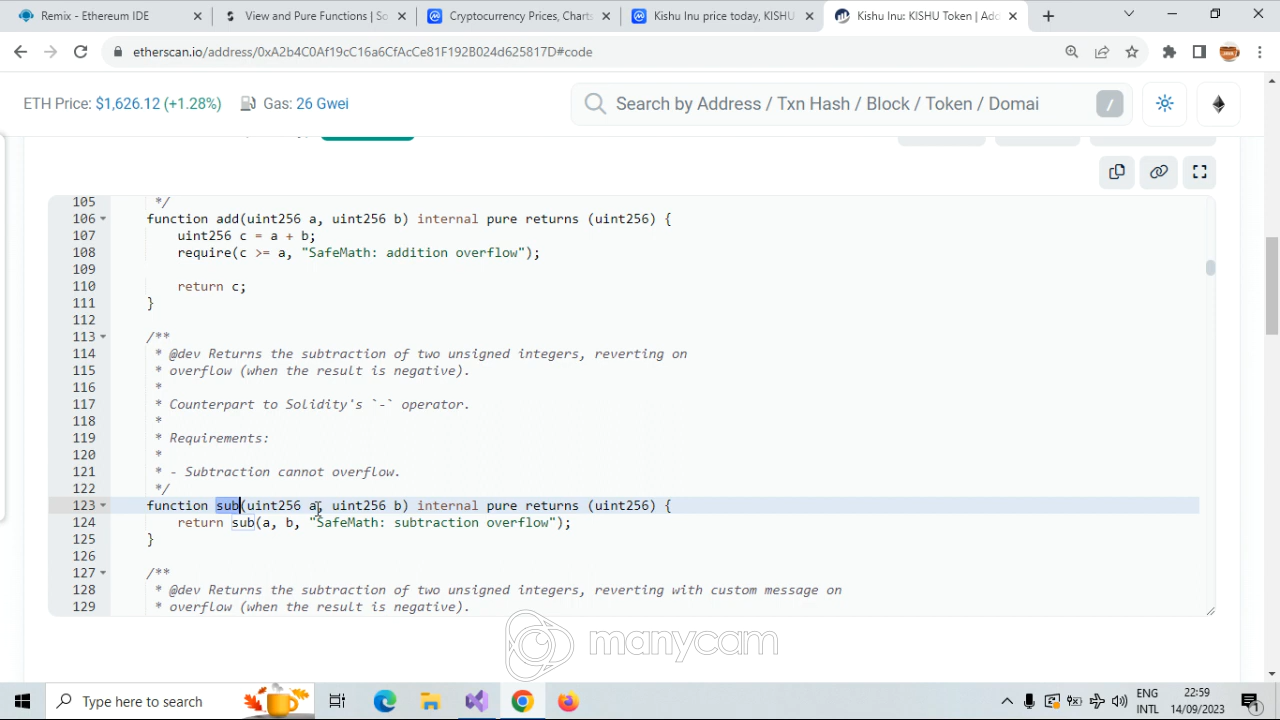 Remix - Ethereum IDE
View and Pure Functions | So
Cryptocurrency Prices, Charts
Kishu Inu price today, KISHU
Kishu Inu: KISHU Token | Add
etherscan.io/address/0xA2b4C0Af19cC16a6CfAcCe81F192B024d625817D#code
ETH Price: $1,626.12 (+1.28%) Gas: 26 Gwei
Search by Address / Txn Hash / Block / Token / Domai
/
105 */
106 function add(uint256 a, uint256 b) internal pure returns (uint256) {
107 uint256 c = a + b;
108 require(c >= a, "SafeMath: addition overflow");
109
110 return c;
111 }
112
113 /**
114 * @dev Returns the subtraction of two unsigned integers, reverting on
115 * overflow (when the result is negative).
116 *
117 * Counterpart to Solidity's `-` operator.
118 *
119 * Requirements:
120 *
121 * - Subtraction cannot overflow.
122 */
123 function sub(uint256 a, uint256 b) internal pure returns (uint256) {
124 return sub(a, b, "SafeMath: subtraction overflow");
125 }
126
127 /**
128 * @dev Returns the subtraction of two unsigned integers, reverting with custom message on
129 * overflow (when the result is negative).
manycam
Type here to search
ENG
INTL
22:59
14/09/2023
1